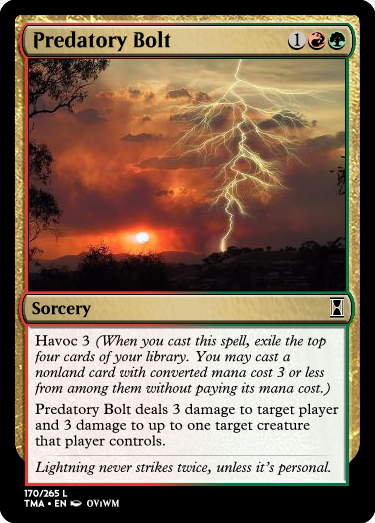 Predatory Bolt 1
Sorcery
Havoc 3 (When you cast this spell, exile the top
four cards of your library. You may cast a
nonland card with converted mana cost 3 or less
from among them without paying its mana cost.)
Predatory Bolt deals 3 damage to target player
and 3 damage to up to one target creature
that player controls.
Lightning never strikes twice, unless it's personal.
170/265 L
TMA • EN OViWM